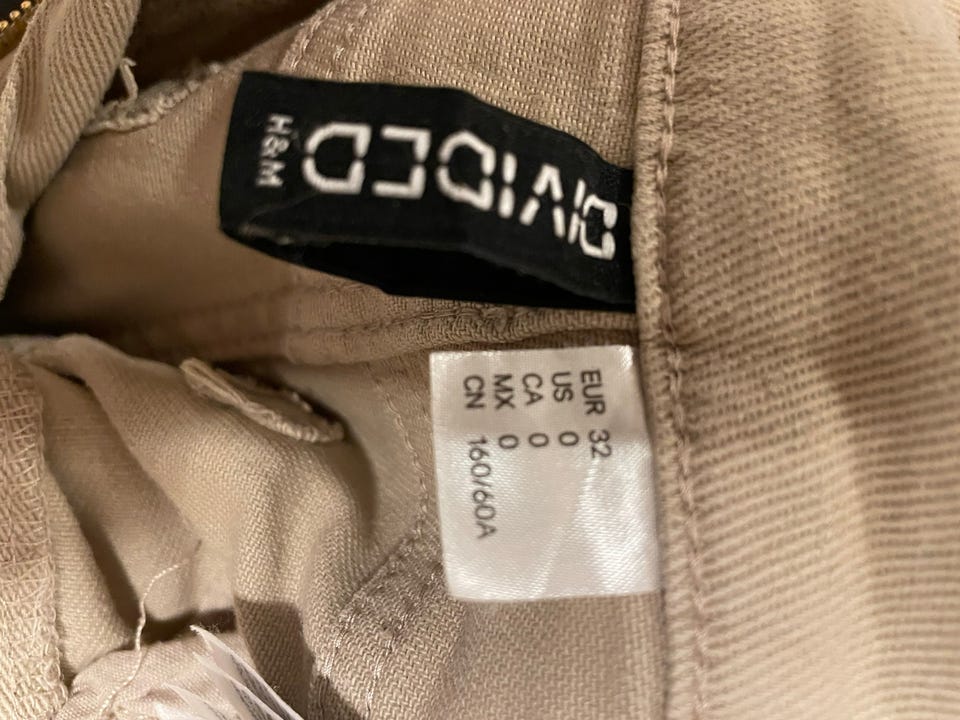 DIVIDED
H&M
EUR 32
US 0
CA 0
MX 0
CN 160/60A